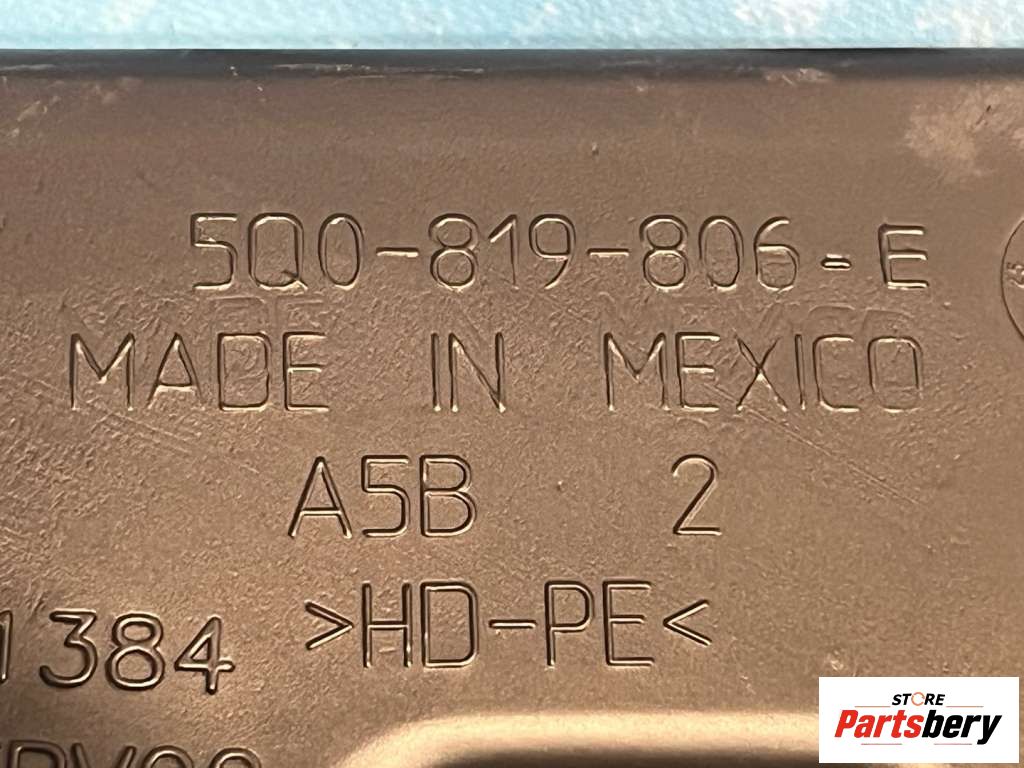 5Q0-819-806-E
MADE IN MEXICO
A5B 2
>HD-PE<
1384
STORE
Partsbery